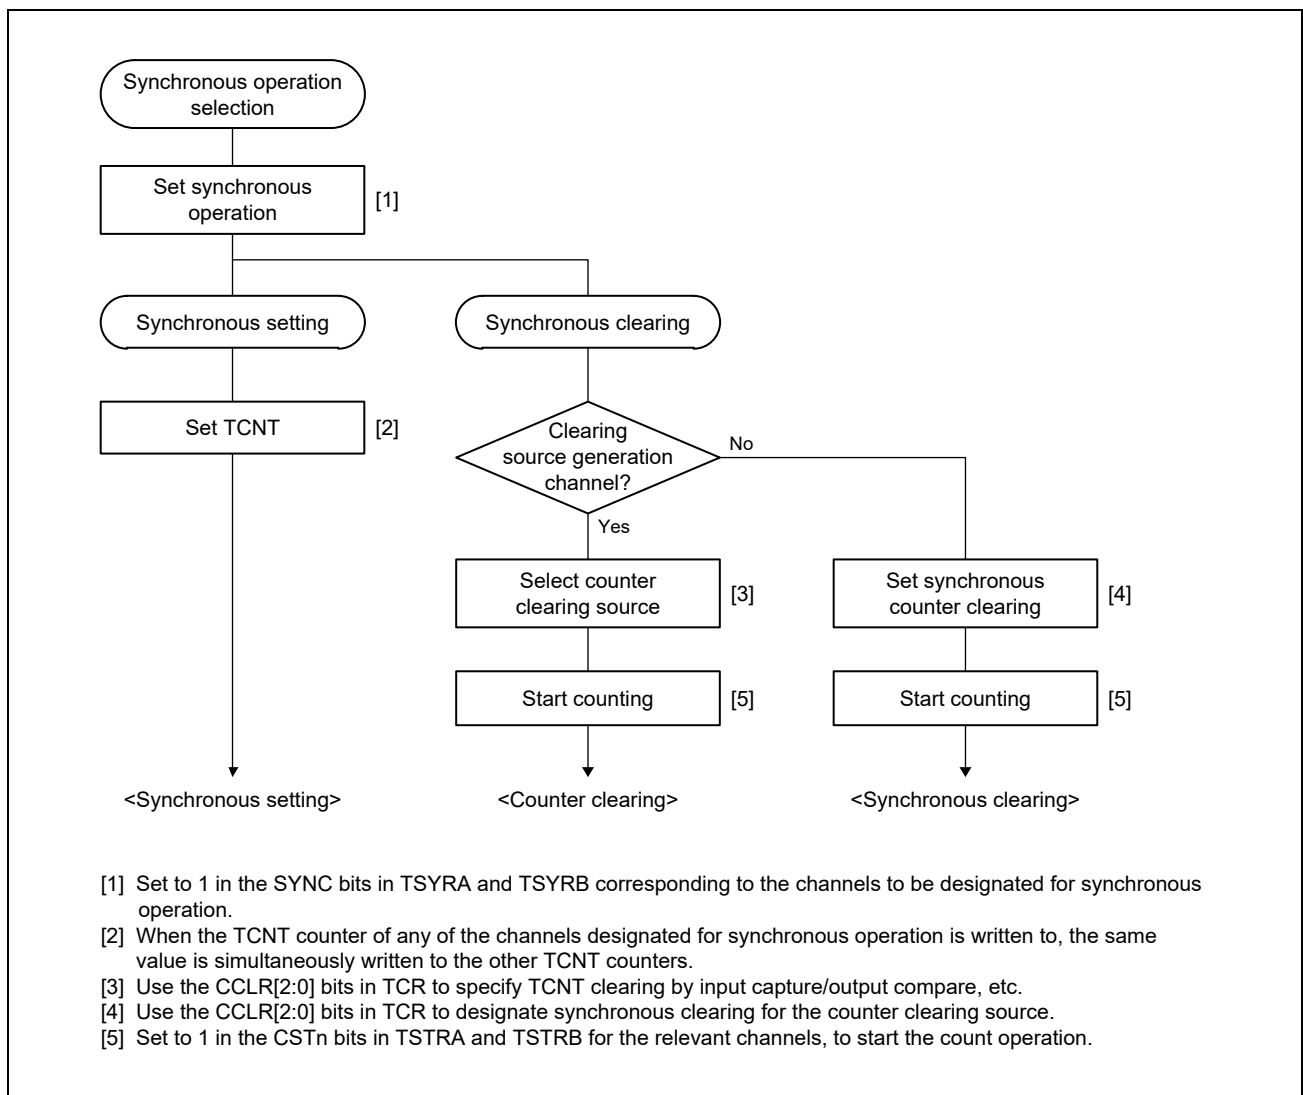 Synchronous operation
selection
Set synchronous
operation
[1]
Synchronous setting
Synchronous clearing
Set TCNT
[2]
Clearing
source generation
channel?
No
Yes
Select counter
clearing source
[3]
Set synchronous
counter clearing
[4]
Start counting
[5]
Start counting
[5]
<Synchronous setting>
<Counter clearing>
<Synchronous clearing>
[1] Set to 1 in the SYNC bits in TSYRA and TSYRB corresponding to the channels to be designated for synchronous
operation.
[2] When the TCNT counter of any of the channels designated for synchronous operation is written to, the same
value is simultaneously written to the other TCNT counters.
[3] Use the CCLR[2:0] bits in TCR to specify TCNT clearing by input capture/output compare, etc.
[4] Use the CCLR[2:0] bits in TCR to designate synchronous clearing for the counter clearing source.
[5] Set to 1 in the CSTn bits in TSTRA and TSTRB for the relevant channels, to start the count operation.